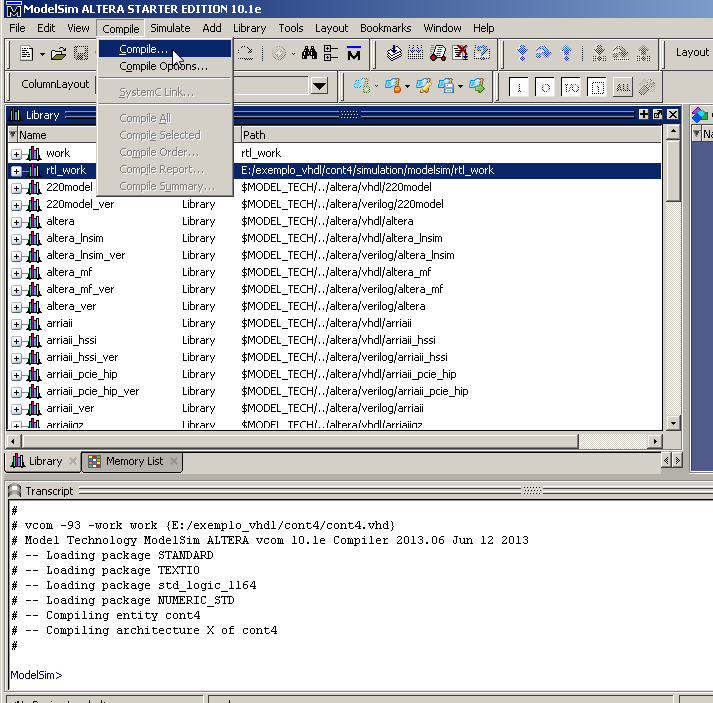 ModelSim ALTERA STARTER EDITION 10.1e
File Edit View Compile Simulate Add Library Tools Layout Bookmarks Window Help
Compile...
Compile Options...
SystemC Link...
Compile All
Compile Selected
Compile Order...
Compile Report...
Compile Summary...
Layout
ColumnLayout
ALL
Library
Name Path
work rtl_work
rtl_work E:/exemplo_vhdl/cont4/simulation/modelsim/rtl_work
220model Library $MODEL_TECH/../altera/vhdl/220model
220model_ver Library $MODEL_TECH/../altera/verilog/220model
altera Library $MODEL_TECH/../altera/vhdl/altera
altera_lnsim Library $MODEL_TECH/../altera/vhdl/altera_lnsim
altera_lnsim_ver Library $MODEL_TECH/../altera/verilog/altera_lnsim
altera_mf Library $MODEL_TECH/../altera/vhdl/altera_mf
altera_mf_ver Library $MODEL_TECH/../altera/verilog/altera_mf
altera_ver Library $MODEL_TECH/../altera/verilog/altera
arriaii Library $MODEL_TECH/../altera/vhdl/arriaii
arriaii_hssi Library $MODEL_TECH/../altera/vhdl/arriaii_hssi
arriaii_hssi_ver Library $MODEL_TECH/../altera/verilog/arriaii_hssi
arriaii_pcie_hip Library $MODEL_TECH/../altera/vhdl/arriaii_pcie_hip
arriaii_pcie_hip_ver Library $MODEL_TECH/../altera/verilog/arriaii_pcie_hip
arriaii_ver Library $MODEL_TECH/../altera/verilog/arriaii
arriaiigz Library $MODEL_TECH/../altera/vhdl/arriaiigz
Library Memory List
Transcript
#
# vcom -93 -work work {E:/exemplo_vhdl/cont4/cont4.vhd}
# Model Technology ModelSim ALTERA vcom 10.1e Compiler 2013.06 Jun 12 2013
# -- Loading package STANDARD
# -- Loading package TEXTIO
# -- Loading package std_logic_1164
# -- Loading package NUMERIC_STD
# -- Compiling entity cont4
# -- Compiling architecture X of cont4
#
ModelSim>